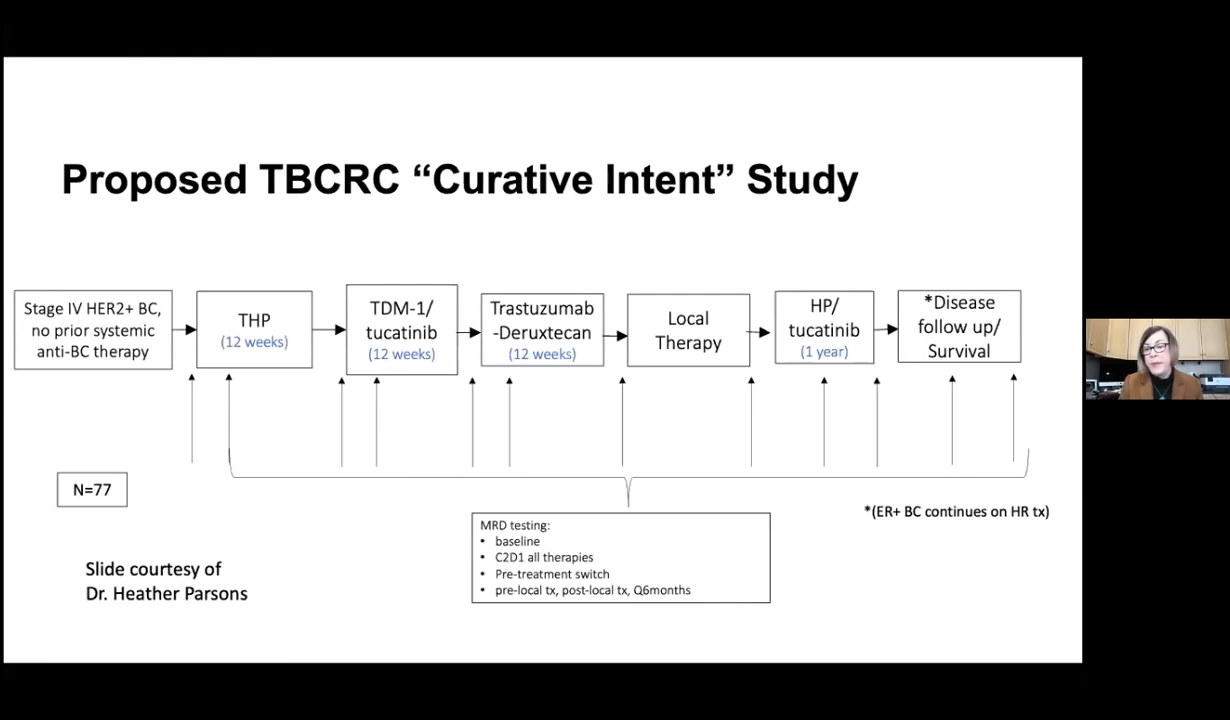 Proposed TBCRC “Curative Intent” Study
Stage IV HER2+ BC,
no prior systemic
anti-BC therapy
THP
(12 weeks)
TDM-1/
tucatinib
(12 weeks)
Trastuzumab
-Deruxtecan
(12 weeks)
Local
Therapy
HP/
tucatinib
(1 year)
*Disease
follow up/
Survival
N=77
*(ER+ BC continues on HR tx)
MRD testing:
• baseline
• C2D1 all therapies
• Pre-treatment switch
• pre-local tx, post-local tx, Q6months
Slide courtesy of
Dr. Heather Parsons